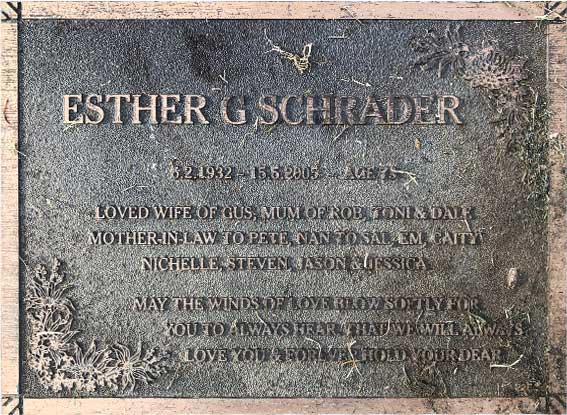 ESTHER G SCHRADER
6.2.1932 – 15.6.2005 – AGE 73
LOVED WIFE OF GUS, MUM OF ROB, TONI & DALE
MOTHER-IN-LAW TO PETE, NAN TO SAL, EM, CAITY
NICHELLE, STEVEN, JASON & JESSICA
MAY THE WINDS OF LOVE BLOW SOFTLY FOR
YOU TO ALWAYS HEAR, THAT WE WILL ALWAYS
LOVE YOU & FOREVER HOLD YOUR DEAR